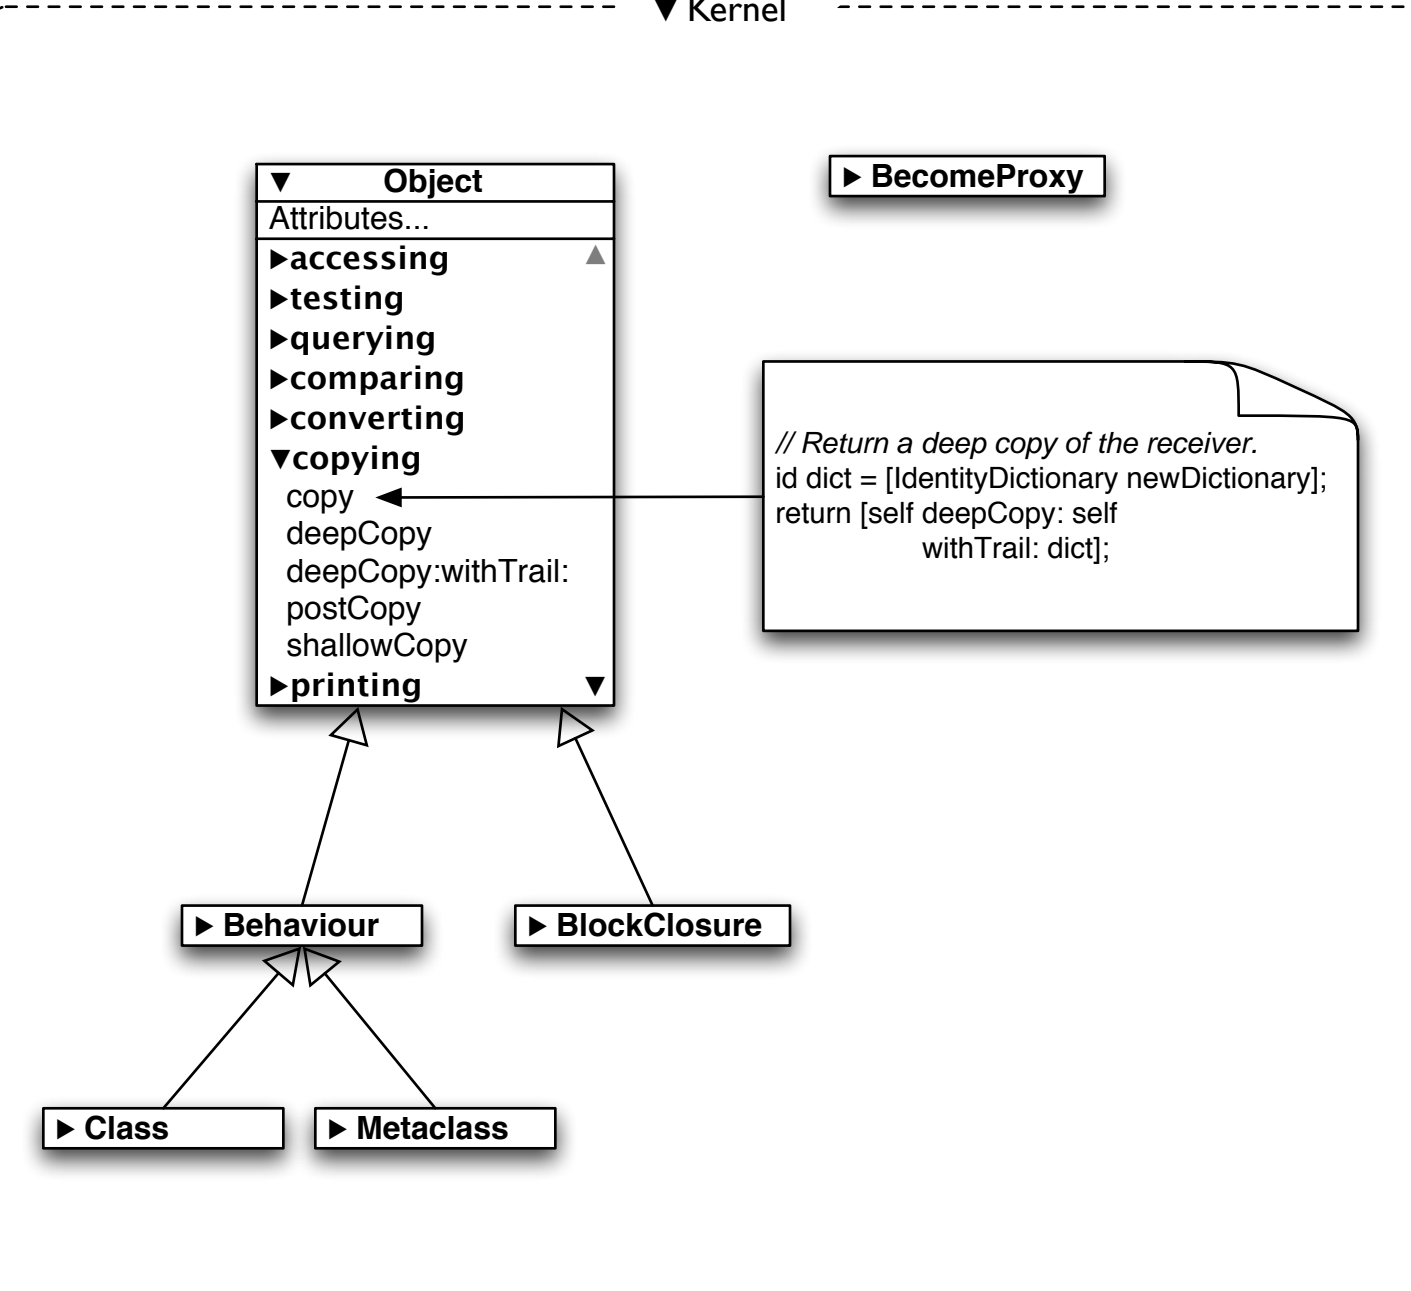 ▼ Kernel
▼ Object
▶ BecomeProxy
Attributes...
▶accessing
▶testing
▶querying
▶comparing
▶converting
▼copying
copy
deepCopy
deepCopy:withTrail:
postCopy
shallowCopy
▶printing
// Return a deep copy of the receiver.
id dict = [IdentityDictionary newDictionary];
return [self deepCopy: self
withTrail: dict];
▶ Behaviour
▶ BlockClosure
▶ Class
▶ Metaclass